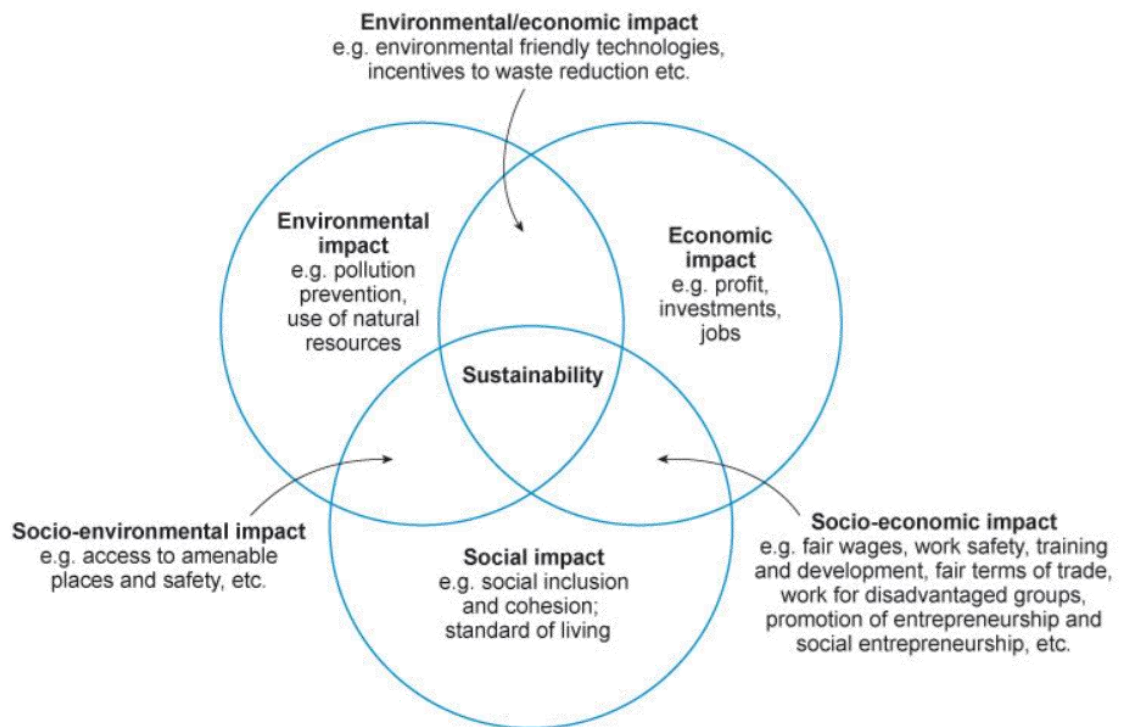 Environmental/economic impact
e.g. environmental friendly technologies,
incentives to waste reduction etc.
Environmental
impact
e.g. pollution
prevention,
use of natural
resources
Economic
impact
e.g. profit,
investments,
jobs
Sustainability
Socio-environmental impact
e.g. access to amenable
places and safety, etc.
Social impact
e.g. social inclusion
and cohesion;
standard of living
Socio-economic impact
e.g. fair wages, work safety, training
and development, fair terms of trade,
work for disadvantaged groups,
promotion of entrepreneurship and
social entrepreneurship, etc.